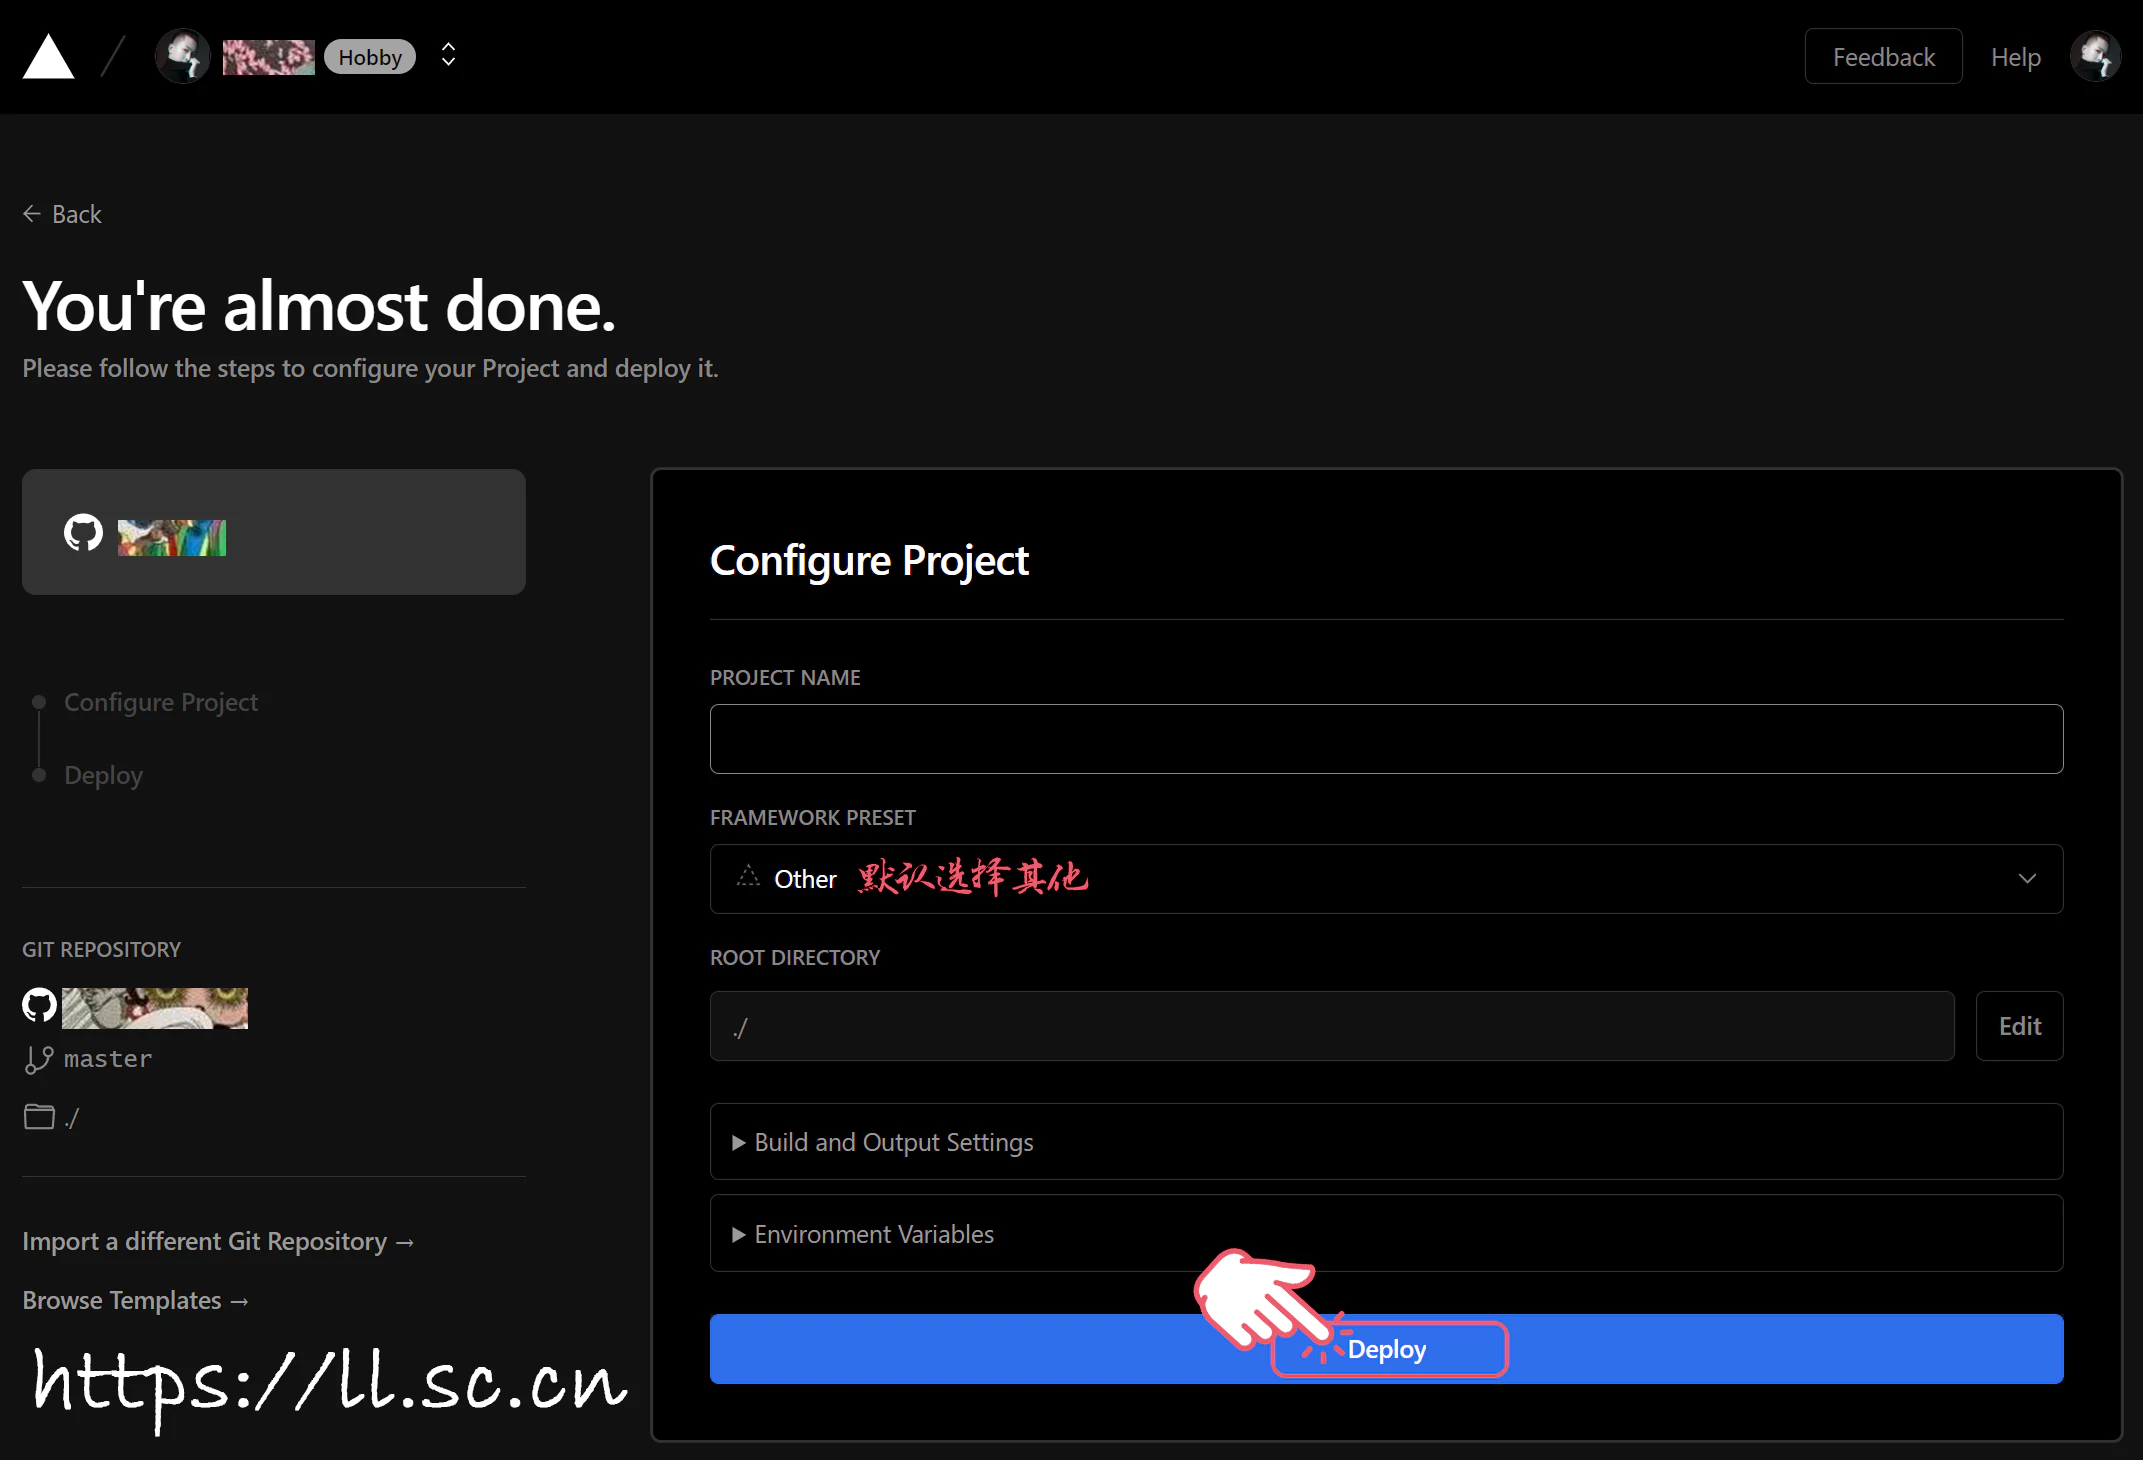 Hobby
Feedback
Help
← Back
You're almost done.
Please follow the steps to configure your Project and deploy it.
Configure Project
Deploy
GIT REPOSITORY
master
./
Import a different Git Repository →
Browse Templates →
https://ll.sc.cn
Configure Project
PROJECT NAME
FRAMEWORK PRESET
Other 默认选择其他
ROOT DIRECTORY
./
Edit
Build and Output Settings
Environment Variables
Deploy